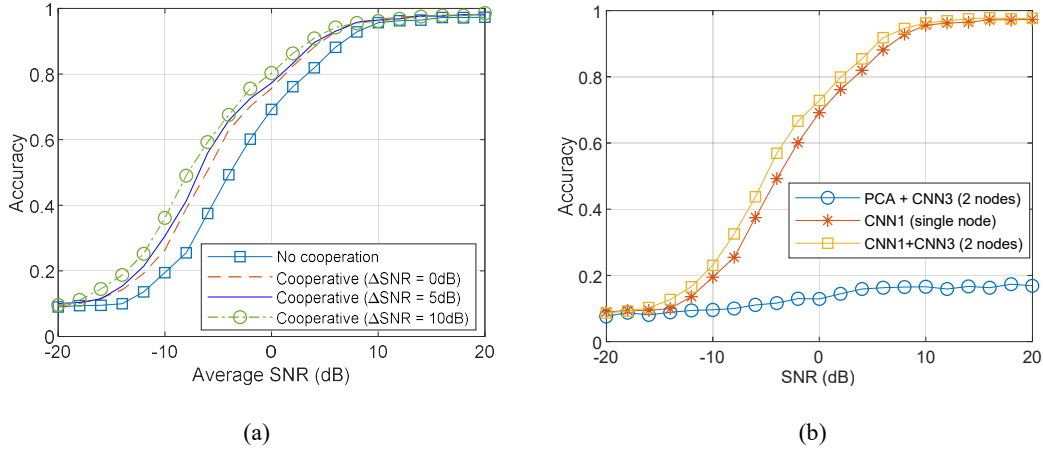 1
0.8
0.6
0.4
0.2
0
Accuracy
-20
-10
0
10
20
Average SNR (dB)
No cooperation
Cooperative (ΔSNR = 0dB)
Cooperative (ΔSNR = 5dB)
Cooperative (ΔSNR = 10dB)
(a)
1
0.8
0.6
0.4
0.2
0
Accuracy
-20
-10
0
10
20
SNR (dB)
PCA + CNN3 (2 nodes)
CNN1 (single node)
CNN1+CNN3 (2 nodes)
(b)